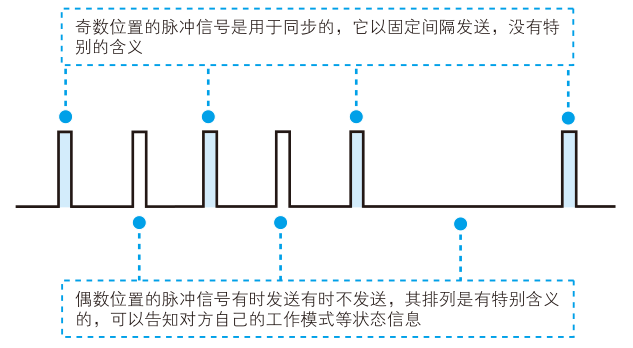 奇数位置的脉冲信号是用于同步的，它以固定间隔发送，没有特
别的含义
偶数位置的脉冲信号有时发送有时不发送，其排列是有特别含义
的，可以告知对方自己的工作模式等状态信息